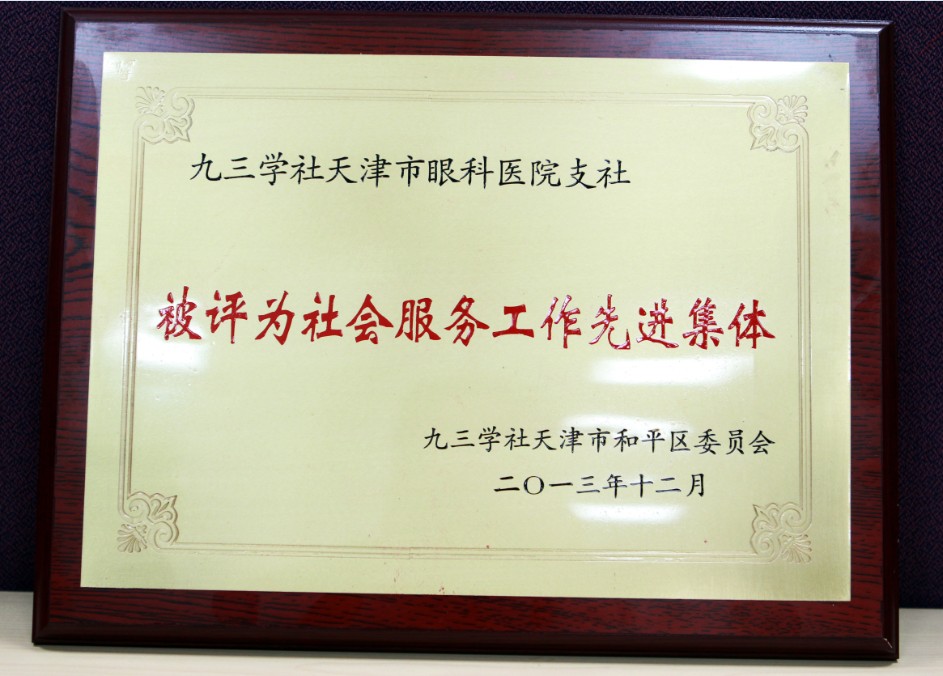 九三学社天津市眼科医院支社
被评为社会服务工作先进集体
九三学社天津市和平区委员会
二〇一三年十二月